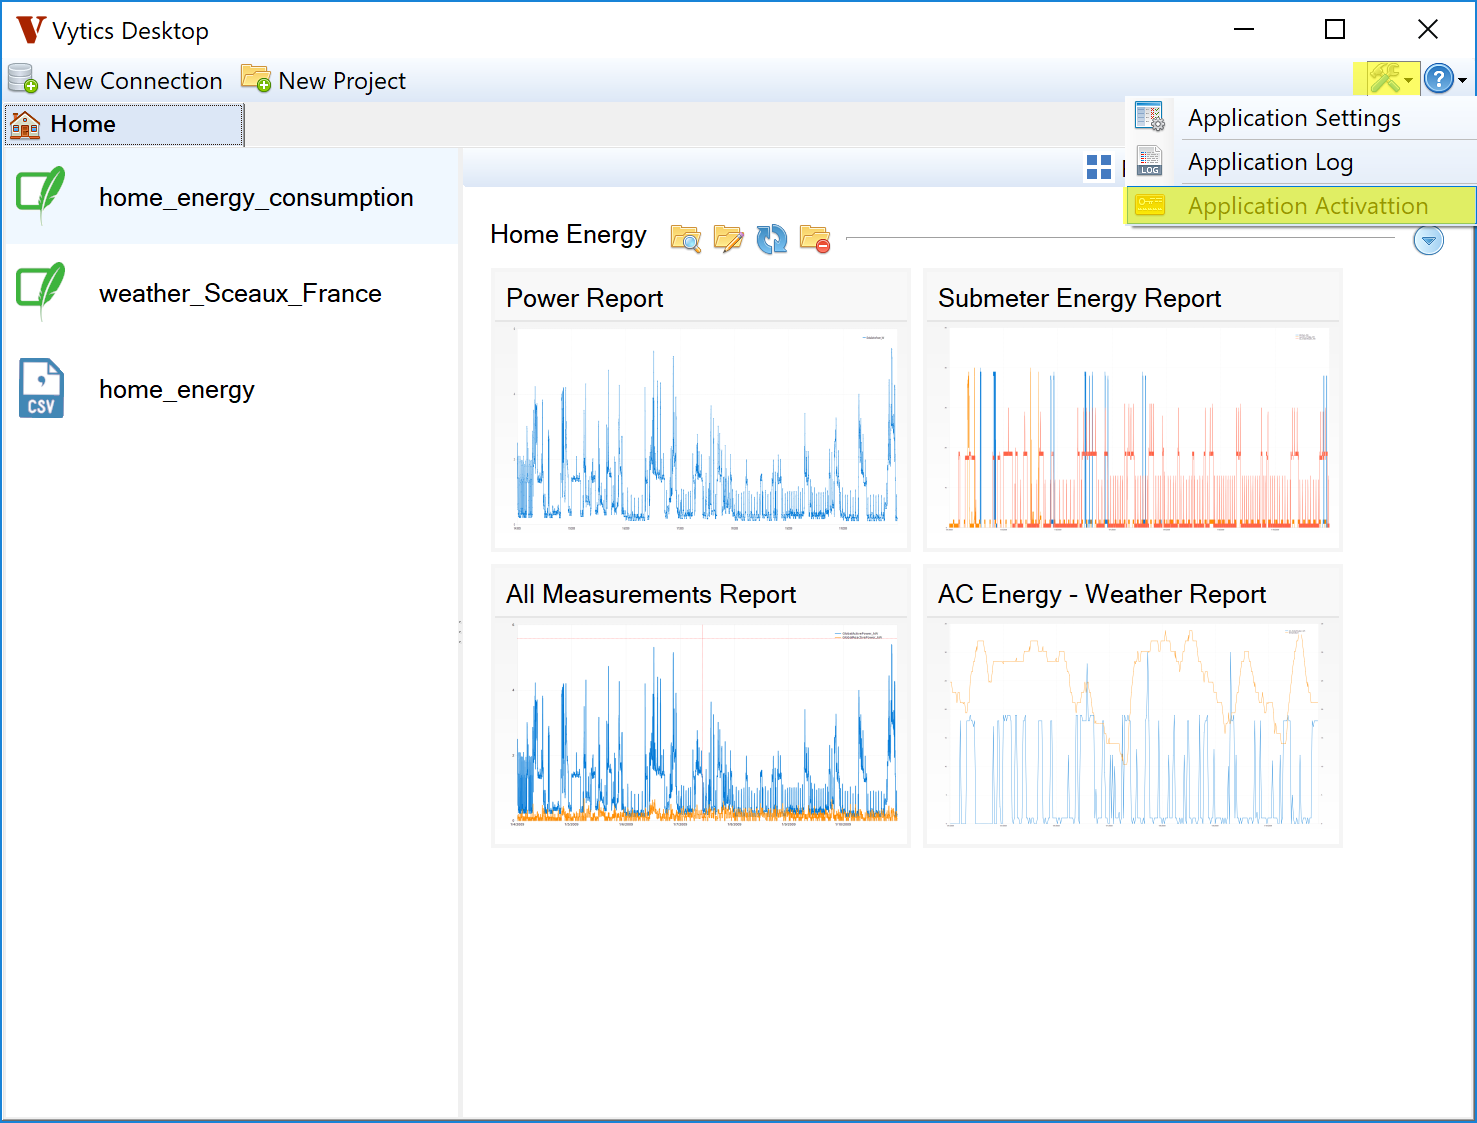 Vytics Desktop
New Connection
New Project
Home
Application Settings
LOG
Application Log
Application Activattion
home_energy_consumption
weather_Sceaux_France
CSV
home_energy
Home Energy
Power Report
Submeter Energy Report
All Measurements Report
AC Energy - Weather Report